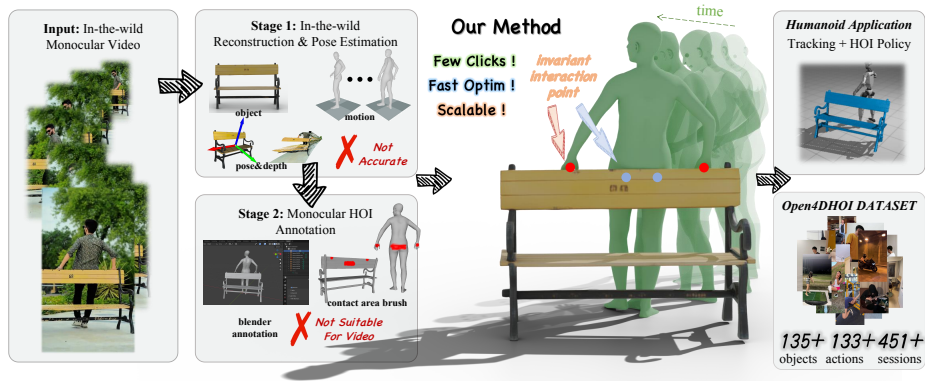 Input: In-the-wild
Monocular Video
Stage 1: In-the-wild
Reconstruction & Pose Estimation
object
motion
pose&depth
Not
Accurate
Stage 2: Monocular HOI
Annotation
contact area brush
blender
annotation
Not Suitable
For Video
Our Method
Few Clicks !
Fast Optim !
Scalable !
invariant
interaction
point
time
Humanoid Application
Tracking + HOI Policy
Open4DHOI DATASET
135+ 133+ 451+
objects actions sessions